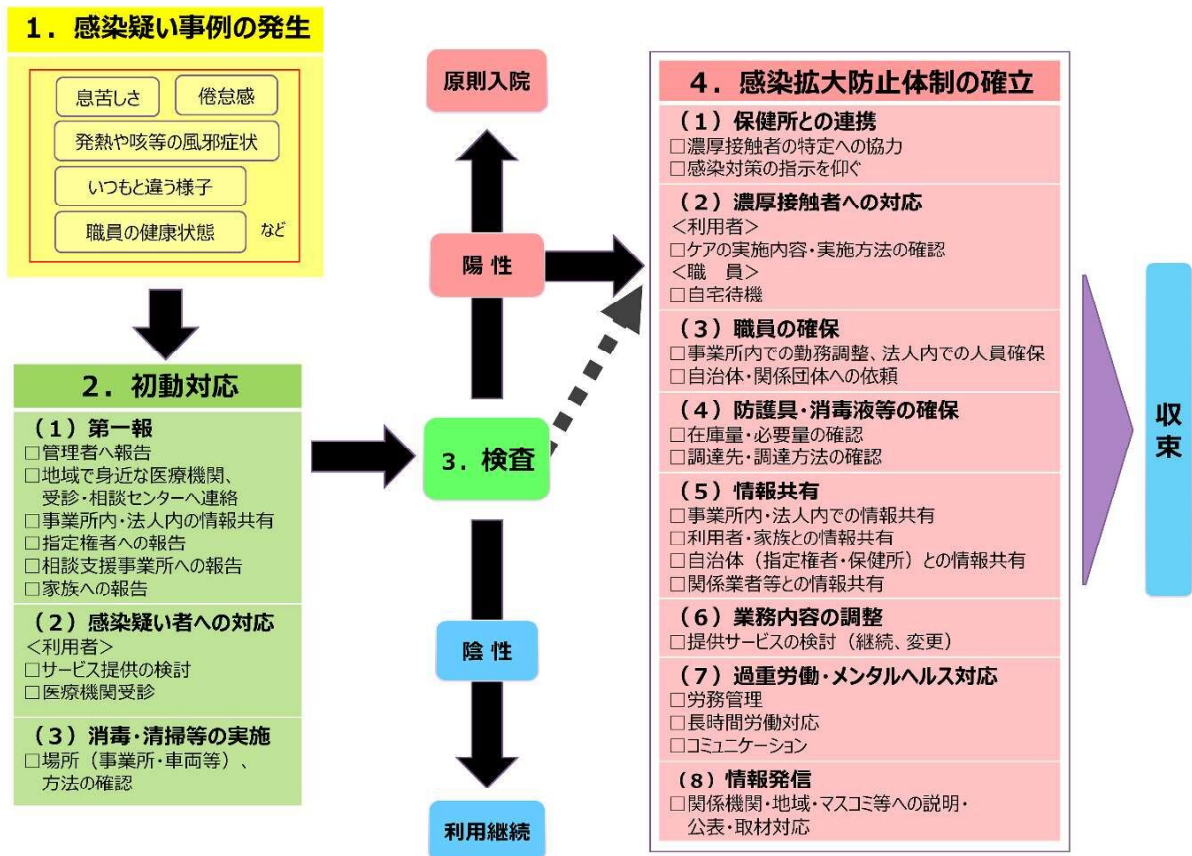 1．感染疑い事例の発生
息苦しさ
倦怠感
発熱や咳等の風邪症状
いつもと違う様子
職員の健康状態
など
2．初動対応
（1）第一報
□管理者へ報告
□地域で身近な医療機関、
受診・相談センターへ連絡
□事業所内・法人内の情報共有
□指定権者への報告
□相談支援事業所への報告
□家族への報告
（2）感染疑い者への対応
＜利用者＞
□サービス提供の検討
□医療機関受診
（3）消毒・清掃等の実施
□場所（事業所・車両等）、
方法の確認
原則入院
陽 性
3．検査
陰 性
利用継続
4．感染拡大防止体制の確立
（1）保健所との連携
□濃厚接触者の特定への協力
□感染対策の指示を仰ぐ
（2）濃厚接触者への対応
＜利用者＞
□ケアの実施内容・実施方法の確認
＜職　員＞
□自宅待機
（3）職員の確保
□事業所内での勤務調整、法人内での人員確保
□自治体・関係団体への依頼
（4）防護具・消毒液等の確保
□在庫量・必要量の確認
□調達先・調達方法の確認
（5）情報共有
□事業所内・法人内での情報共有
□利用者・家族との情報共有
□自治体（指定権者・保健所）との情報共有
□関係業者等との情報共有
（6）業務内容の調整
□提供サービスの検討（継続、変更）
（7）過重労働・メンタルヘルス対応
□労務管理
□長時間労働対応
□コミュニケーション
（8）情報発信
□関係機関・地域・マスコミ等への説明・
公表・取材対応
収束